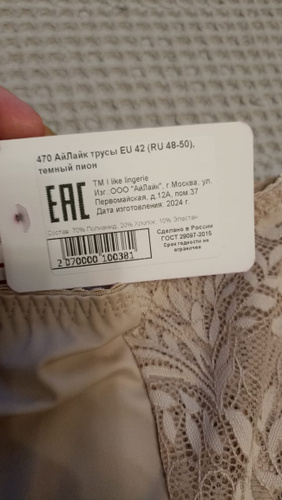 470 АйЛайк трусы EU 42 (RU 48-50),
темный пион
EAC
ТМ I like lingerie
Изг.:ООО "АйЛайк", г.Москва, ул.
Первомайская, д.12А, пом.37
Дата изготовления: 2024 г.
Состав: 70% Полиамид, 20% Хлопок, 10% Эластан
2 070000 100381
Сделано в России
ГОСТ 29097-2015
Срок годности не
ограничен